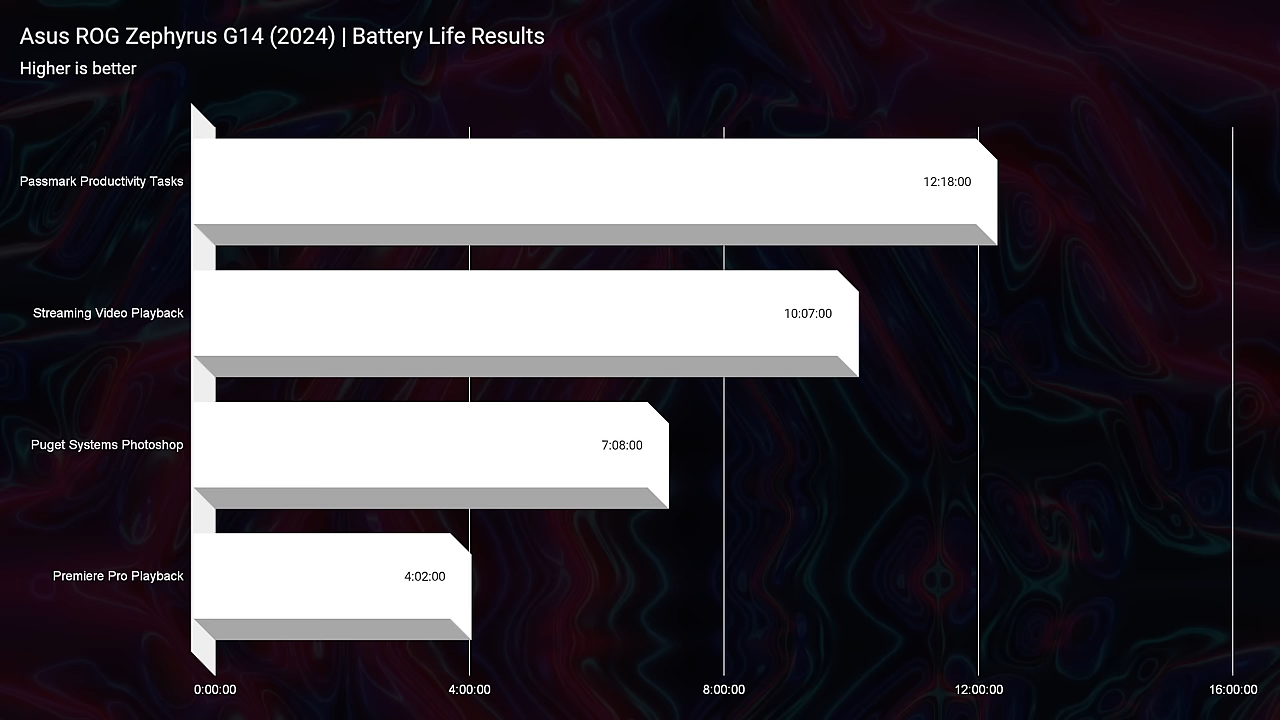 Asus ROG Zephyrus G14 (2024) | Battery Life Results
Higher is better
Passmark Productivity Tasks
12:18:00
Streaming Video Playback
10:07:00
Puget Systems Photoshop
7:08:00
Premiere Pro Playback
4:02:00
0:00:00
4:00:00
8:00:00
12:00:00
16:00:00